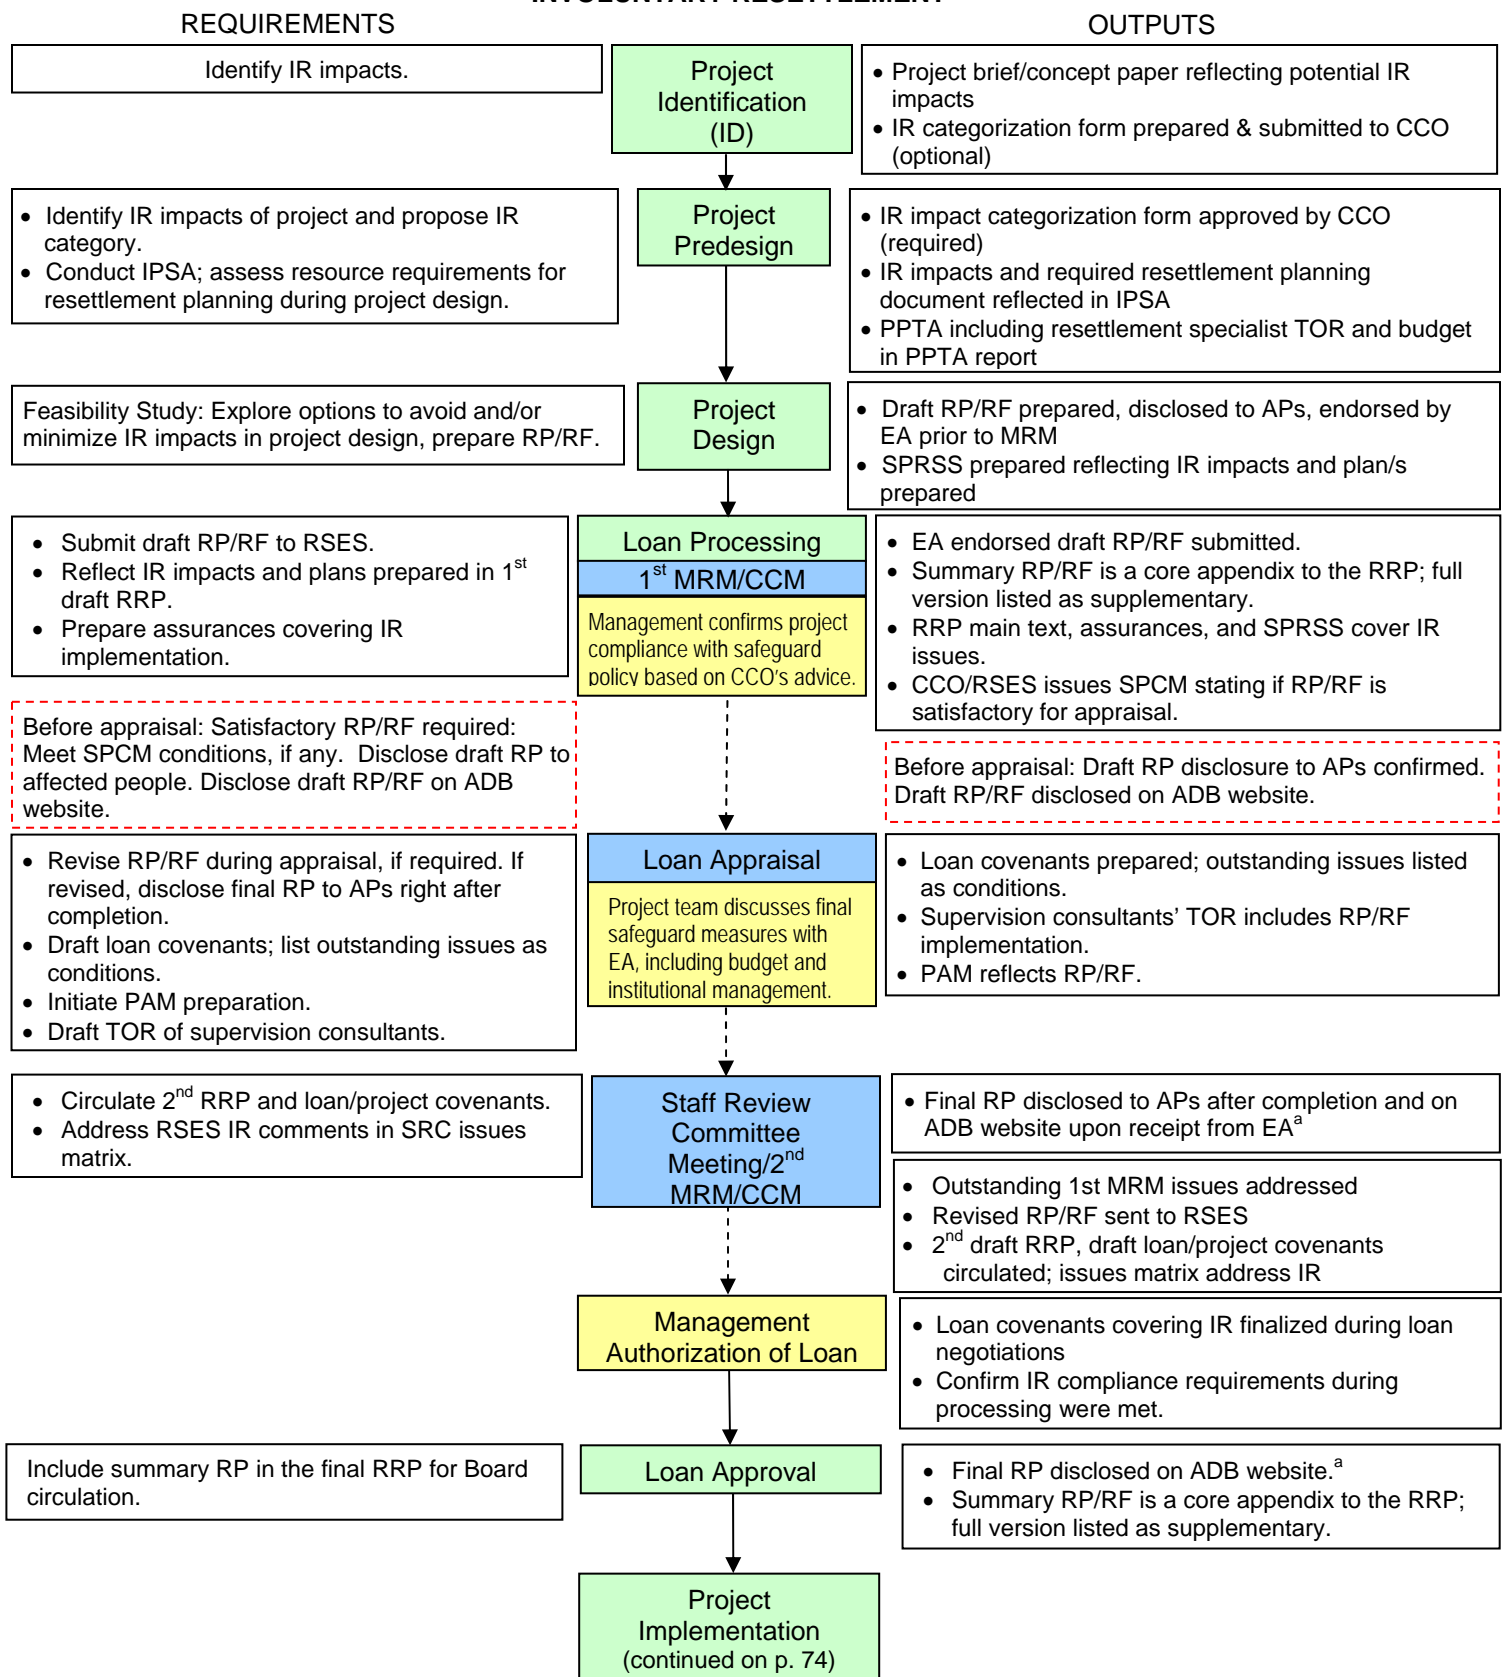 INVOLUNTARY RESETTLEMENT
REQUIREMENTS
OUTPUTS
Identify IR impacts.
Project
Identification
(ID)
• Project brief/concept paper reflecting potential IR
impacts
• IR categorization form prepared & submitted to CCO
(optional)
• Identify IR impacts of project and propose IR
category.
• Conduct IPSA; assess resource requirements for
resettlement planning during project design.
Project
Predesign
• IR impact categorization form approved by CCO
(required)
• IR impacts and required resettlement planning
document reflected in IPSA
• PPTA including resettlement specialist TOR and budget
in PPTA report
Feasibility Study: Explore options to avoid and/or
minimize IR impacts in project design, prepare RP/RF.
Project
Design
• Draft RP/RF prepared, disclosed to APs, endorsed by
EA prior to MRM
• SPRSS prepared reflecting IR impacts and plan/s
prepared
• Submit draft RP/RF to RSES.
• Reflect IR impacts and plans prepared in 1st
draft RRP.
• Prepare assurances covering IR
implementation.
Loan Processing
1st MRM/CCM
Management confirms project
compliance with safeguard
policy based on CCO's advice.
• EA endorsed draft RP/RF submitted.
• Summary RP/RF is a core appendix to the RRP; full
version listed as supplementary.
• RRP main text, assurances, and SPRSS cover IR
issues.
• CCO/RSES issues SPCM stating if RP/RF is
satisfactory for appraisal.
Before appraisal: Satisfactory RP/RF required:
Meet SPCM conditions, if any.  Disclose draft RP to
affected people. Disclose draft RP/RF on ADB
website.
Before appraisal: Draft RP disclosure to APs confirmed.
Draft RP/RF disclosed on ADB website.
• Revise RP/RF during appraisal, if required. If
revised, disclose final RP to APs right after
completion.
• Draft loan covenants; list outstanding issues as
conditions.
• Initiate PAM preparation.
• Draft TOR of supervision consultants.
Loan Appraisal
Project team discusses final
safeguard measures with
EA, including budget and
institutional management.
• Loan covenants prepared; outstanding issues listed
as conditions.
• Supervision consultants' TOR includes RP/RF
implementation.
• PAM reflects RP/RF.
• Circulate 2nd RRP and loan/project covenants.
• Address RSES IR comments in SRC issues
matrix.
Staff Review
Committee
Meeting/2nd
MRM/CCM
• Final RP disclosed to APs after completion and on
ADB website upon receipt from EAa
• Outstanding 1st MRM issues addressed
• Revised RP/RF sent to RSES
• 2nd draft RRP, draft loan/project covenants
circulated; issues matrix address IR
Management
Authorization of Loan
• Loan covenants covering IR finalized during loan
negotiations
• Confirm IR compliance requirements during
processing were met.
Include summary RP in the final RRP for Board
circulation.
Loan Approval
• Final RP disclosed on ADB website.a
• Summary RP/RF is a core appendix to the RRP;
full version listed as supplementary.
Project
Implementation
(continued on p. 74)